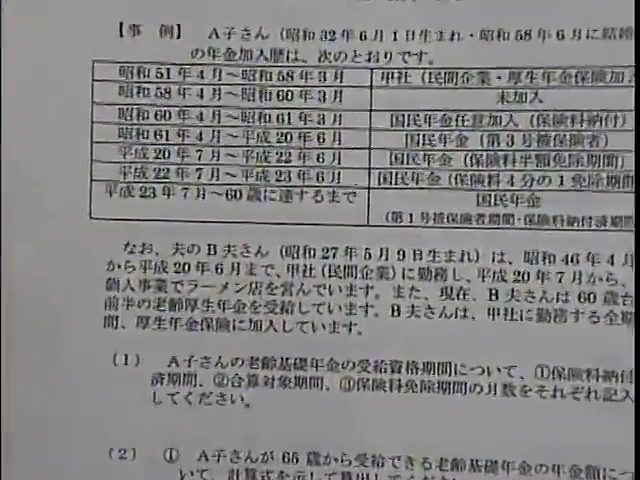 【事 例】 A子さん（昭和32年6月1日生まれ・昭和58年6月に結婚
の年金加入歴は、次のとおりです。
昭和51年4月～昭和58年3月 甲社（民間企業・厚生年金保険加
昭和58年4月～昭和60年3月 未加入
昭和60年4月～昭和61年3月 国民年金任意加入（保険料納付）
昭和61年4月～平成20年6月 国民年金（第3号被保険者）
平成20年7月～平成22年6月 国民年金（保険料半額免除期間）
平成22年7月～平成23年6月 国民年金（保険料4分の1免除期間
平成23年7月～60歳に達するまで 国民年金
（第1号被保険者期間・保険料納付済期間
なお、夫のB夫さん（昭和27年5月9日生まれ）は、昭和46年4月
から平成20年6月まで、甲社（民間企業）に勤務し、平成20年7月から、
個人事業でラーメン店を営んでいます。また、現在、B夫さんは60歳台
前半の老齢厚生年金を受給しています。B夫さんは、甲社に勤務する全期
間、厚生年金保険に加入しています。
（1） A子さんの老齢基礎年金の受給資格期間について、①保険料納付
済期間、②合算対象期間、③保険料免除期間の月数をそれぞれ記入
してください。
（2） ① A子さんが65歳から受給できる老齢基礎年金の年金額につ
いて、計算式を示して算出してください